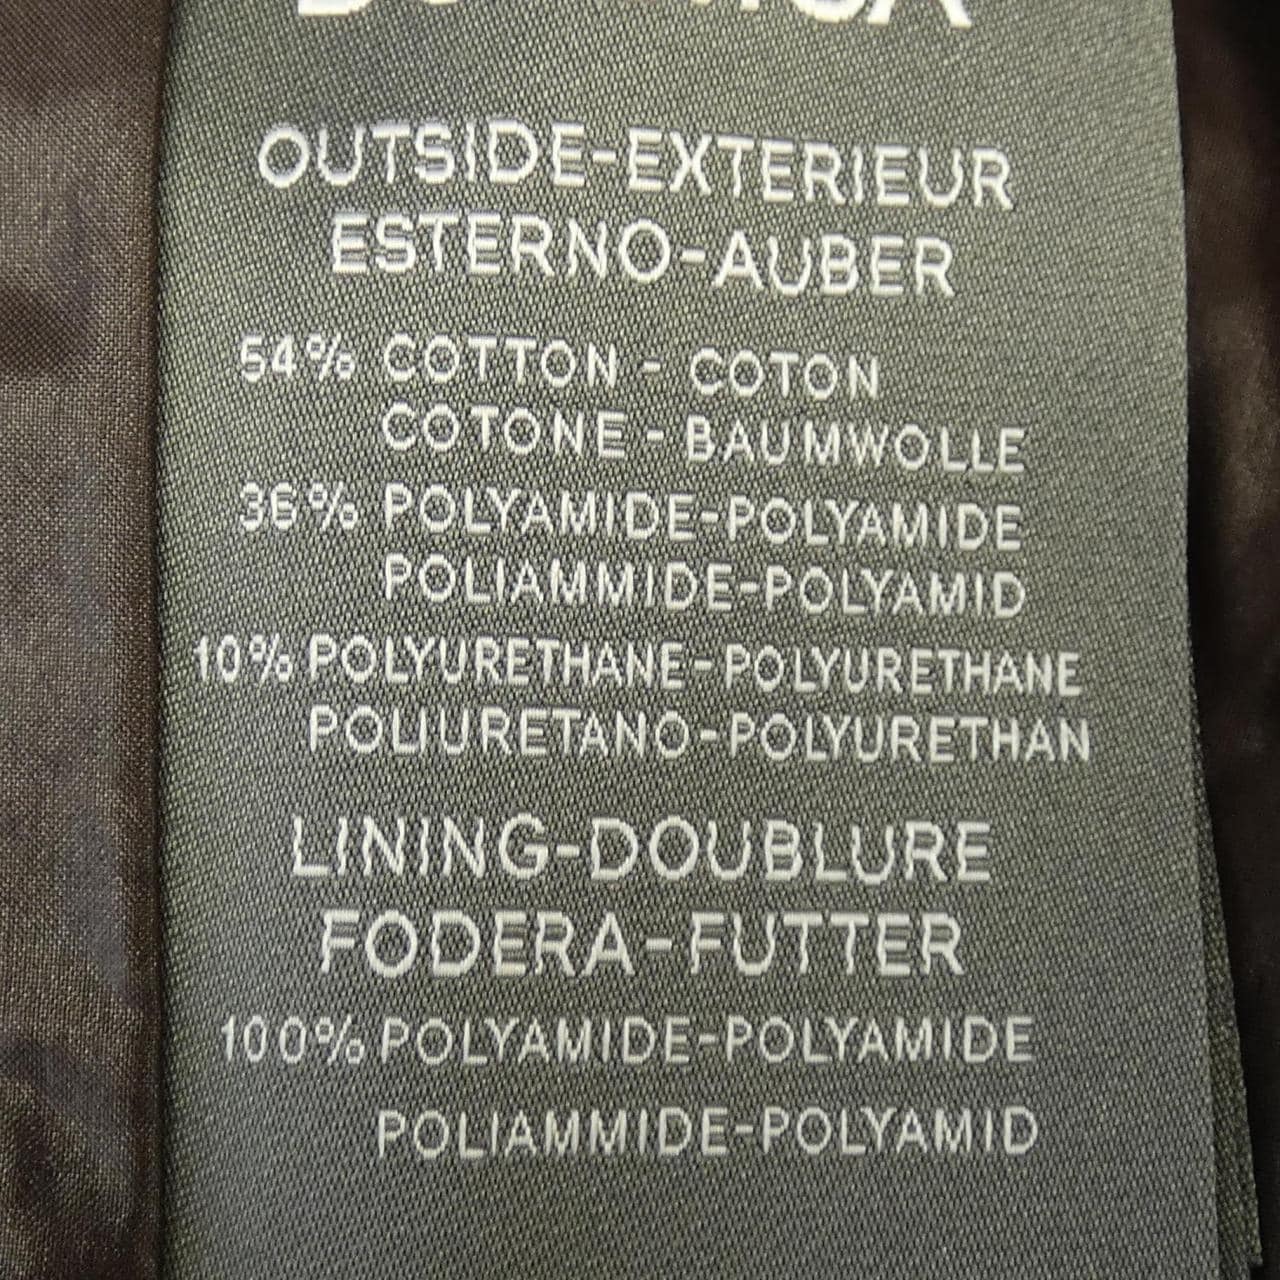 OUTSIDE-EXTERIEUR
ESTERNO-AUBER
54% COTTON - COTON
COTONE - BAUMWOLLE
36% POLYAMIDE-POLYAMIDE
POLIAMMIDE-POLYAMID
10% POLYURETHANE-POLYURETHANE
POLIURETANO-POLYURETHAN
LINING-DOUBLURE
FODERA-FUTTER
100% POLYAMIDE-POLYAMIDE
POLIAMMIDE-POLYAMID